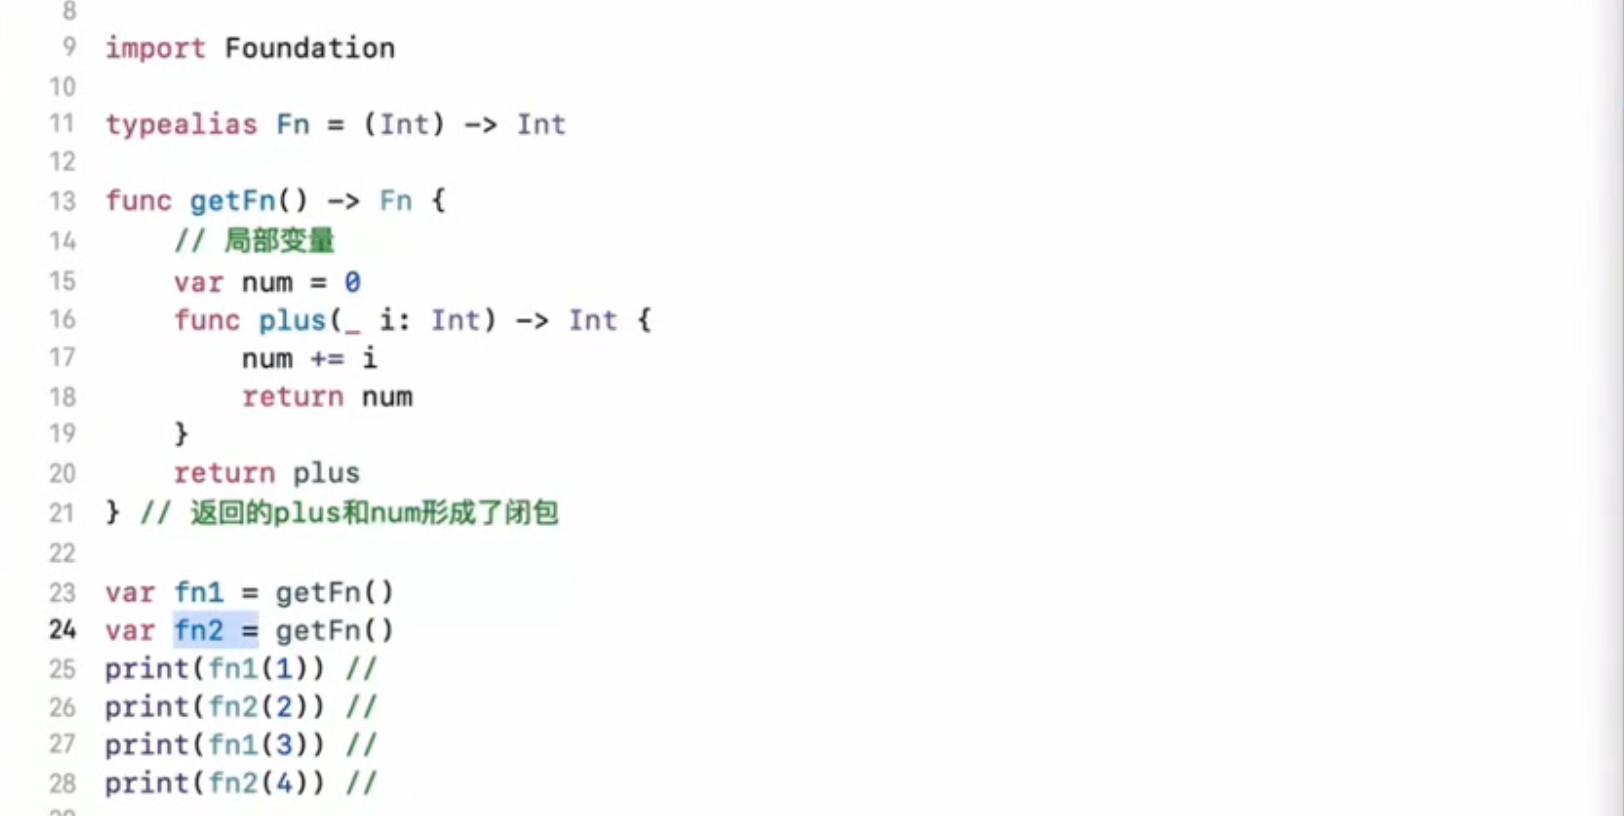 8
9 import Foundation
10
11 typealias Fn = (Int) -> Int
12
13 func getFn() -> Fn {
14     // 局部变量
15     var num = 0
16     func plus(_ i: Int) -> Int {
17         num += i
18         return num
19     }
20     return plus
21 } // 返回的plus和num形成了闭包
22
23 var fn1 = getFn()
24 var fn2 = getFn()
25 print(fn1(1)) //
26 print(fn2(2)) //
27 print(fn1(3)) //
28 print(fn2(4)) //